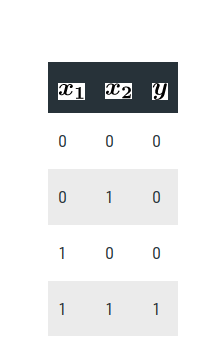 x₁ x₂ y
0 0 0
0 1 0
1 0 0
1 1 1